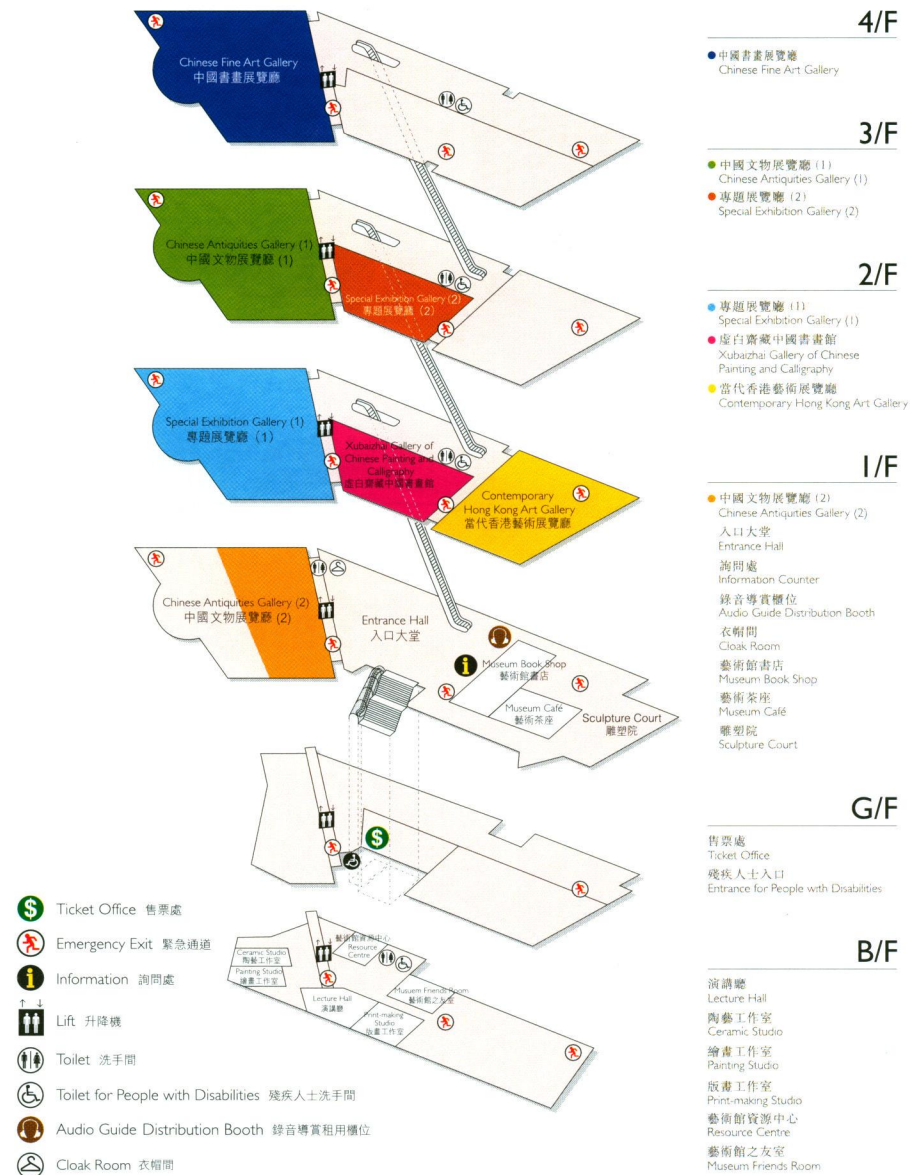 Chinese Fine Art Gallery
中國書畫展覽廳
Chinese Antiquities Gallery (1)
中國文物展覽廳 (1)
Special Exhibition Gallery (2)
專題展覽廳（2）
Special Exhibition Gallery (1)
專題展覽廳（1）
Xubaizhai Gallery of
Chinese Painting and
Calligraphy
虛白齋藏中國書畫館
Contemporary
Hong Kong Art Gallery
當代香港藝術展覽廳
Chinese Antiquities Gallery (2)
中國文物展覽廳 (2)
Entrance Hall
入口大堂
Museum Book Shop
藝術館書店
Museum Café
藝術茶座
Sculpture Court
雕塑院
藝術館資源中心
Resource
Centre
Ceramic Studio
陶藝工作室
Painting Studio
繪畫工作室
Lecture Hall
演講廳
Musuem Friends Room
藝術館之友室
Print-making
Studio
版畫工作室
$ Ticket Office 售票處
Emergency Exit 緊急通道
i Information 詢問處
Lift 升降機
Toilet 洗手間
Toilet for People with Disabilities 殘疾人士洗手間
Audio Guide Distribution Booth 錄音導賞租用櫃位
Cloak Room 衣帽間
4/F
中國書畫展覽廳
Chinese Fine Art Gallery
3/F
中國文物展覽廳 (1)
Chinese Antiquities Gallery (1)
專題展覽廳 (2)
Special Exhibition Gallery (2)
2/F
專題展覽廳 (1)
Special Exhibition Gallery (1)
虛白齋藏中國書畫館
Xubaizhai Gallery of Chinese
Painting and Calligraphy
當代香港藝術展覽廳
Contemporary Hong Kong Art Gallery
1/F
中國文物展覽廳 (2)
Chinese Antiquities Gallery (2)
入口大堂
Entrance Hall
詢問處
Information Counter
錄音導賞櫃位
Audio Guide Distribution Booth
衣帽間
Cloak Room
藝術館書店
Museum Book Shop
藝術茶座
Museum Café
雕塑院
Sculpture Court
G/F
售票處
Ticket Office
殘疾人士入口
Entrance for People with Disabilities
B/F
演講廳
Lecture Hall
陶藝工作室
Ceramic Studio
繪畫工作室
Painting Studio
版畫工作室
Print-making Studio
藝術館資源中心
Resource Centre
藝術館之友室
Museum Friends Room